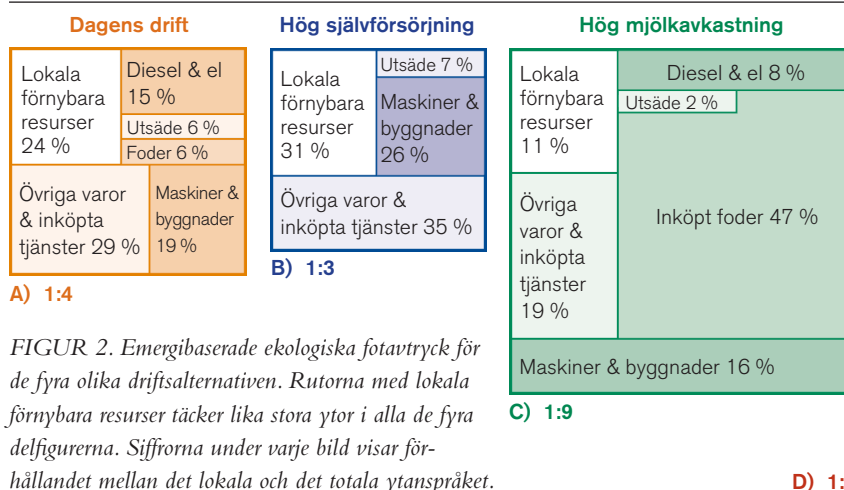 Dagens drift
Lokala
förnybara
resurser
24 %
Diesel & el
15 %
Utsäde 6 %
Foder 6 %
Övriga varor
& inköpta
tjänster 29 %
Maskiner &
byggnader
19 %
A) 1:4
Hög självförsörjning
Lokala
förnybara
resurser
31 %
Utsäde 7 %
Maskiner &
byggnader
26 %
Övriga varor &
inköpta tjänster 35 %
B) 1:3
Hög mjölkavkastning
Lokala
förnybara
resurser
11 %
Diesel & el 8 %
Utsäde 2 %
Inköpt foder 47 %
Övriga
varor &
inköpta
tjänster
19 %
Maskiner & byggnader 16 %
C) 1:9
FIGUR 2. Emergibaserade ekologiska fotavtryck för
de fyra olika driftsalternativen. Rutorna med lokala
förnybara resurser täcker lika stora ytor i alla de fyra
delfigurerna. Siffrorna under varje bild visar för-
hållandet mellan det lokala och det totala ytanspråket.
D) 1: